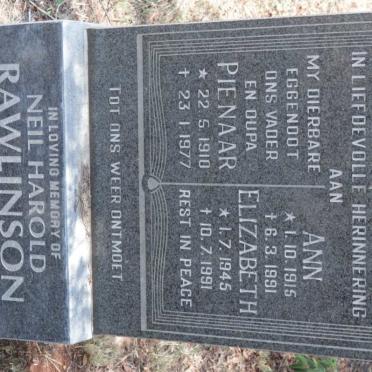 IN LIEFDEVOLLE HERINNERING
AAN
MY DIERBARE
EGGENOOT
ONS VADER
EN OUPA
PIENAAR
★ 22.5.1910
† 23.1.1977
ANN
★ 1.10.1915
† 6.3.1991
ELIZABETH
★ 1.7.1945
† 10.7.1991
REST IN PEACE
TOT ONS WEER ONTMOET
IN LOVING MEMORY OF
NEIL HAROLD
RAWLINSON